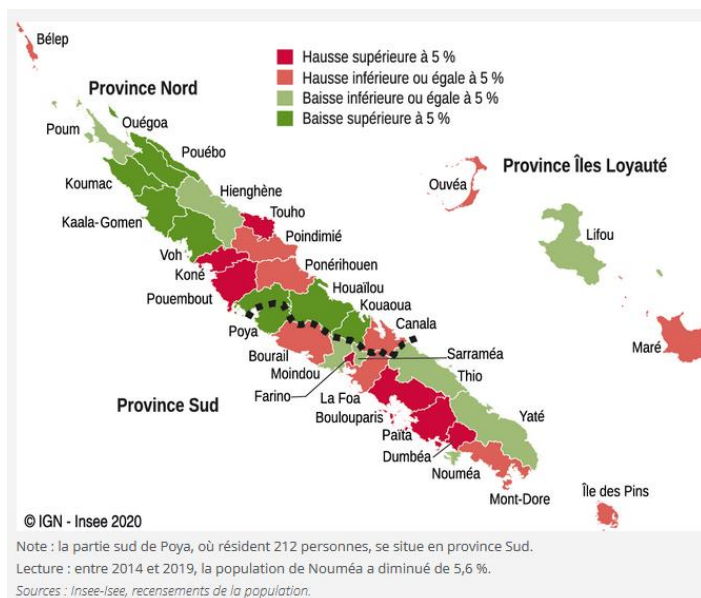 Bélep
Hausse supérieure à 5 %
Hausse inférieure ou égale à 5 %
Baisse inférieure ou égale à 5 %
Baisse supérieure à 5 %
Province Nord
Ouégoa
Poum
Pouébo
Koumac
Hienghène
Kaala-Gomen
Touho
Poindimié
Voh
Koné
Ponérihouen
Pouembout
Houaïlou
Kouaoua
Poya
Canala
Bourail
Sarraméa
Moindou
Thio
Farino
La Foa
Boulouparis
Yaté
Païta
Dumbéa
Nouméa
Mont-Dore
Province Sud
Province Îles Loyauté
Ouvéa
Lifou
Maré
Île des Pins
© IGN - Insee 2020
Note : la partie sud de Poya, où résident 212 personnes, se situe en province Sud.
Lecture : entre 2014 et 2019, la population de Nouméa a diminué de 5,6 %.
Sources : Insee-Isee, recensements de la population.